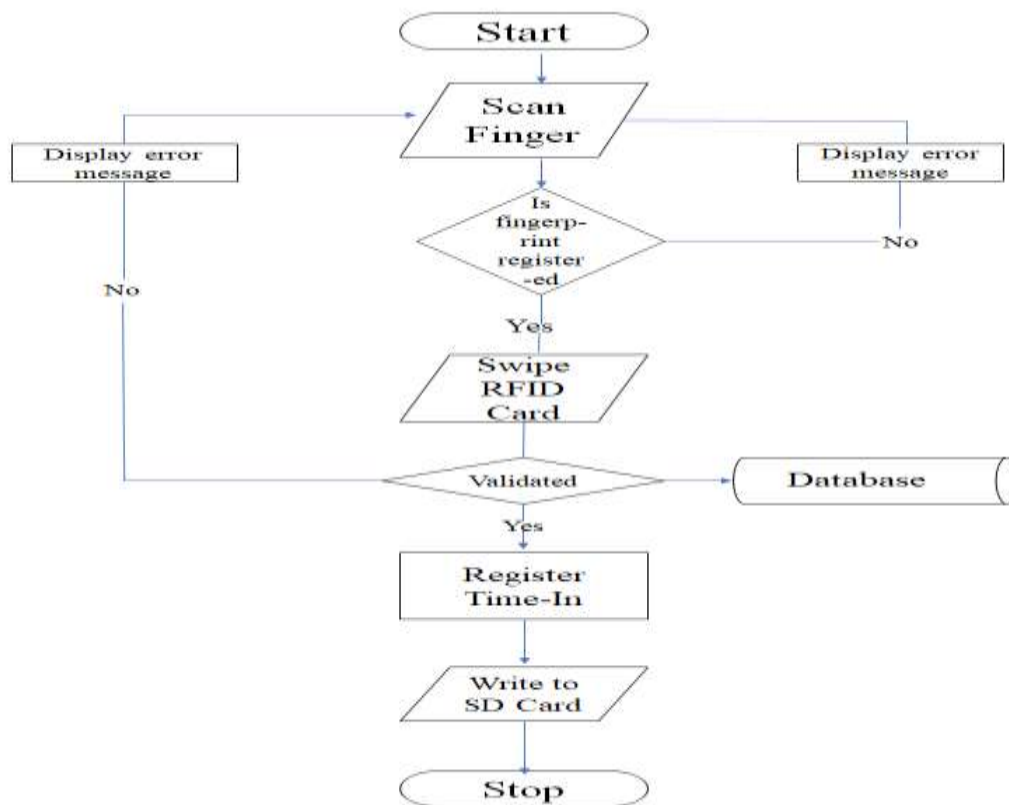 Start
Scan
Finger
Display error
message
Display error
message
Is
fingerp-
rint
register
-ed
No
No
Yes
Swipe
RFID
Card
Validated
Database
Yes
Register
Time-In
Write to
SD Card
Stop